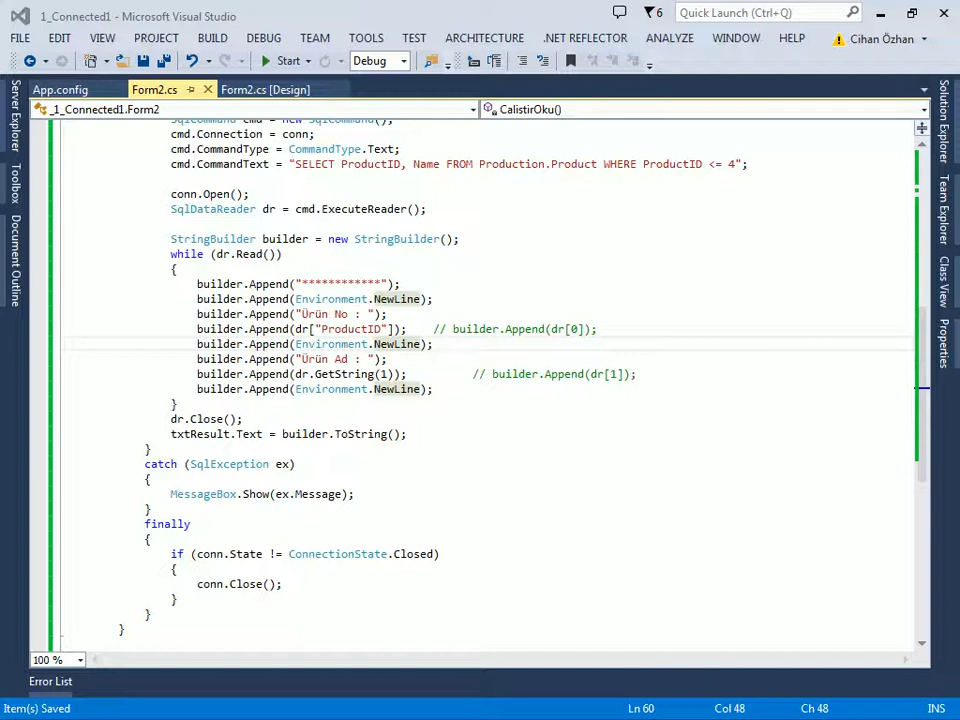 1_Connected1 - Microsoft Visual Studio
6
Quick Launch (Ctrl+Q)
FILE EDIT VIEW PROJECT BUILD DEBUG TEAM TOOLS TEST ARCHITECTURE .NET REFLECTOR ANALYZE WINDOW HELP Cihan Özhan
Start Debug
App.config Form2.cs Form2.cs [Design]
_1_Connected1.Form2 CalistirOku()
SqlCommand cmd = new SqlCommand();
cmd.Connection = conn;
cmd.CommandType = CommandType.Text;
cmd.CommandText = "SELECT ProductID, Name FROM Production.Product WHERE ProductID <= 4";
conn.Open();
SqlDataReader dr = cmd.ExecuteReader();
StringBuilder builder = new StringBuilder();
while (dr.Read())
{
builder.Append("************");
builder.Append(Environment.NewLine);
builder.Append("Ürün No : ");
builder.Append(dr["ProductID"]); // builder.Append(dr[0]);
builder.Append(Environment.NewLine);
builder.Append("Ürün Ad : ");
builder.Append(dr.GetString(1)); // builder.Append(dr[1]);
builder.Append(Environment.NewLine);
}
dr.Close();
txtResult.Text = builder.ToString();
}
catch (SqlException ex)
{
MessageBox.Show(ex.Message);
}
finally
{
if (conn.State != ConnectionState.Closed)
{
conn.Close();
}
}
}
100 %
Error List
Item(s) Saved Ln 60 Col 48 Ch 48 INS
Server Explorer
Toolbox
Document Outline
Solution Explorer
Team Explorer
Class View
Properties